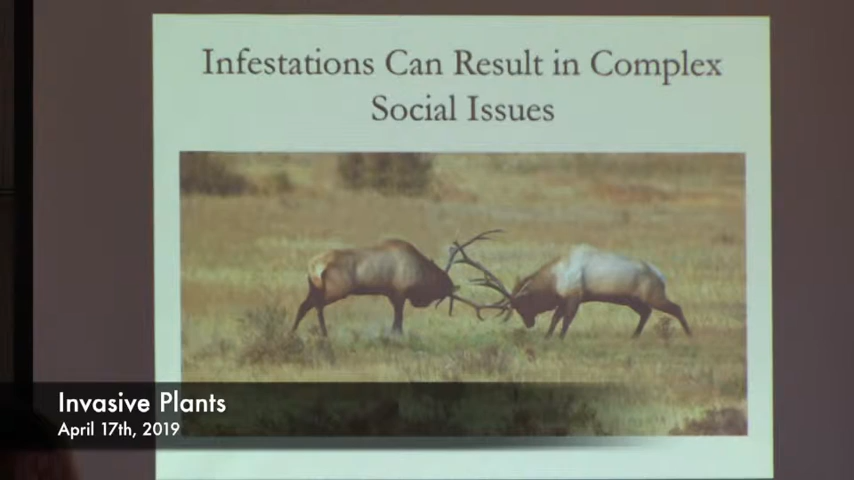 Infestations Can Result in Complex
Social Issues
Invasive Plants
April 17th, 2019